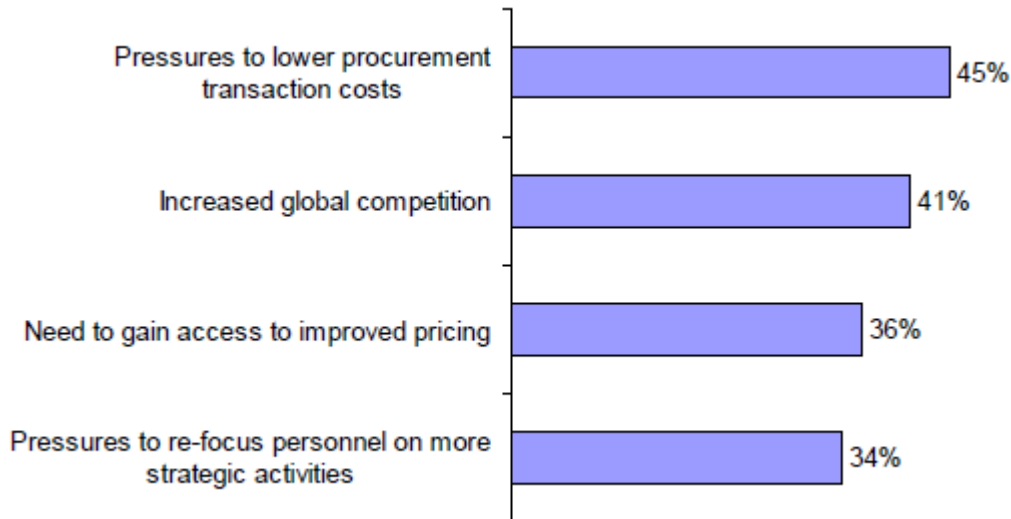 Pressures to lower procurement
transaction costs
45%
Increased global competition
41%
Need to gain access to improved pricing
36%
Pressures to re-focus personnel on more
strategic activities
34%